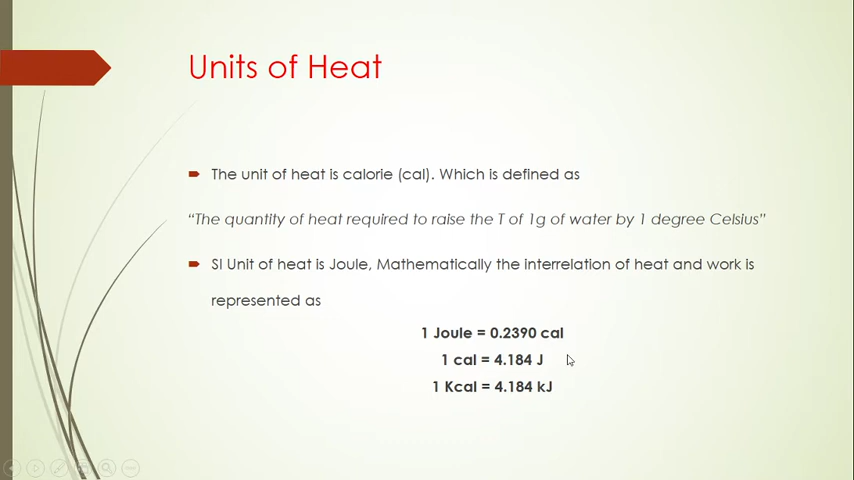 Units of Heat
The unit of heat is calorie (cal). Which is defined as
“The quantity of heat required to raise the T of 1g of water by 1 degree Celsius”
SI Unit of heat is Joule, Mathematically the interrelation of heat and work is
represented as
1 Joule = 0.2390 cal
1 cal = 4.184 J
1 Kcal = 4.184 kJ